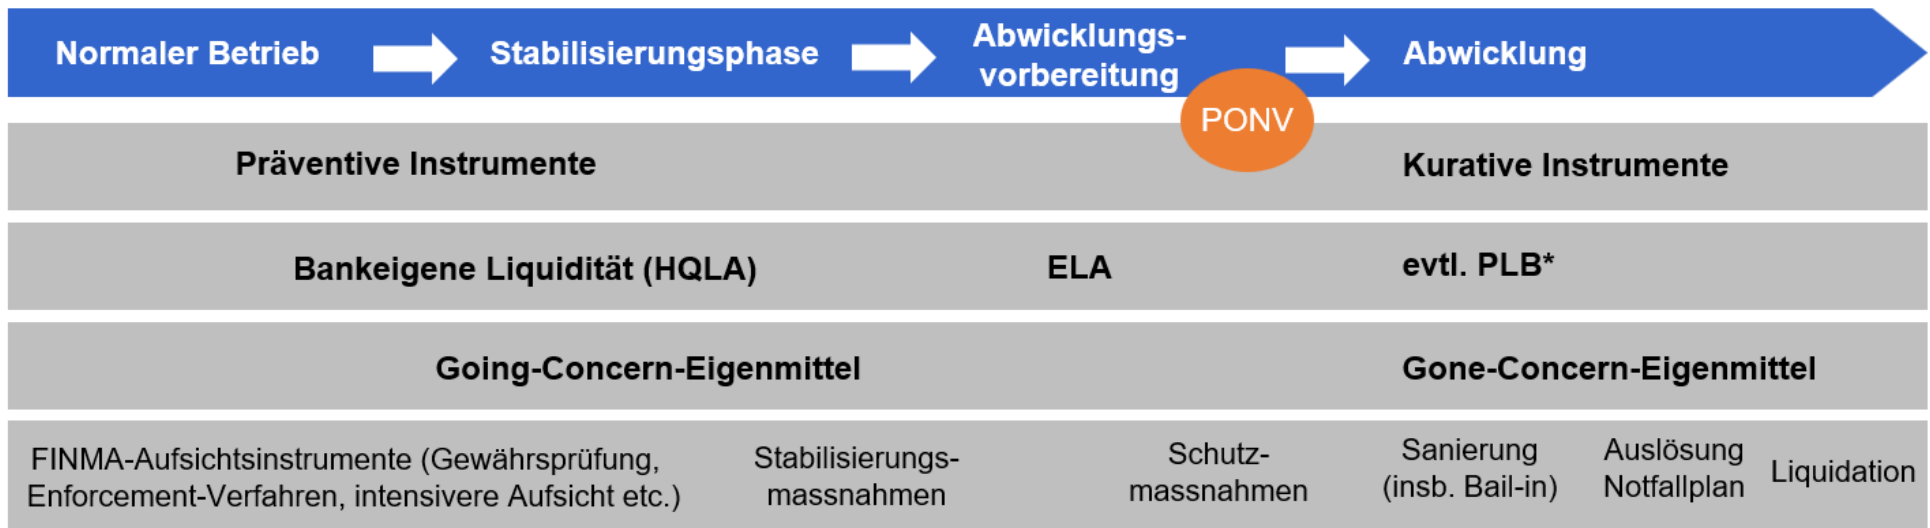 Normaler Betrieb
Stabilisierungsphase
Abwicklungs-
vorbereitung
Abwicklung
PONV
Präventive Instrumente
Kurative Instrumente
Bankeigene Liquidität (HQLA)
ELA
evtl. PLB*
Going-Concern-Eigenmittel
Gone-Concern-Eigenmittel
FINMA-Aufsichtsinstrumente (Gewährsprüfung,
Enforcement-Verfahren, intensivere Aufsicht etc.)
Stabilisierungs-
massnahmen
Schutz-
massnahmen
Sanierung
(insb. Bail-in)
Auslösung
Notfallplan
Liquidation